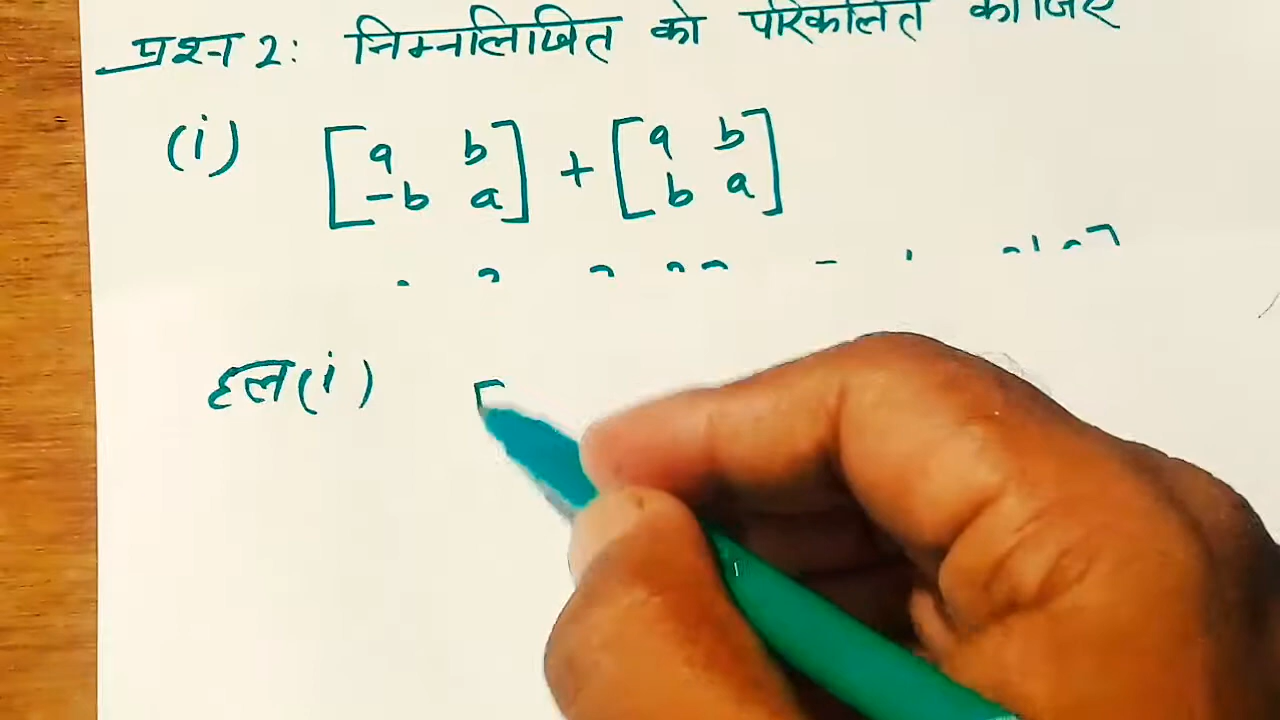 प्रश्न 2: निम्नलिखित को परिकलित कीजिए
(i) [a b] + [a b]
[-b a] [b a]
हल (i) [